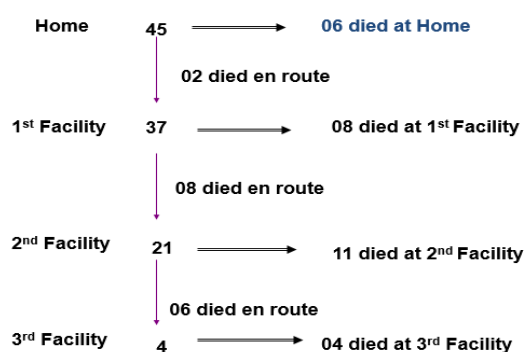 Home 45 06 died at Home
02 died en route
1st Facility 37 08 died at 1st Facility
08 died en route
2nd Facility 21 11 died at 2nd Facility
06 died en route
3rd Facility 4 04 died at 3rd Facility